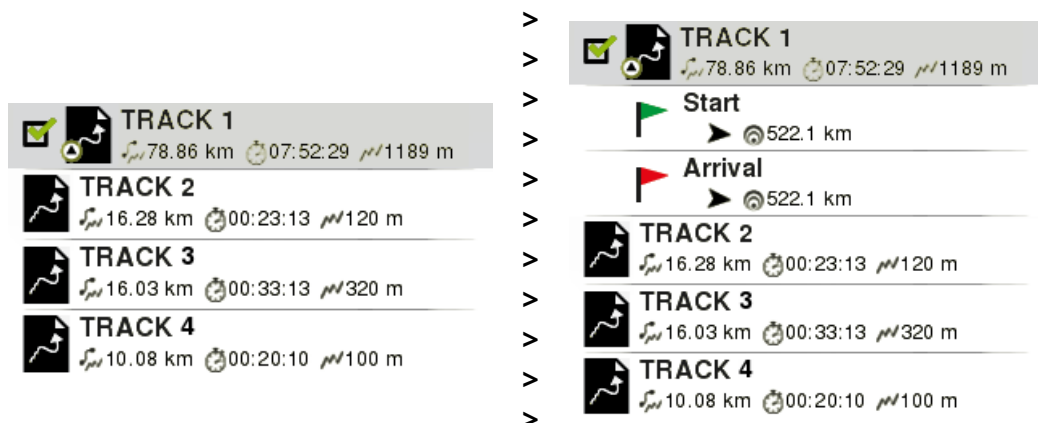 TRACK 1
78.86 km 07:52:29 1189 m
TRACK 2
16.28 km 00:23:13 120 m
TRACK 3
16.03 km 00:33:13 320 m
TRACK 4
10.08 km 00:20:10 100 m
>
>
>
>
>
>
>
>
>
>
>
TRACK 1
78.86 km 07:52:29 1189 m
Start
522.1 km
Arrival
522.1 km
TRACK 2
16.28 km 00:23:13 120 m
TRACK 3
16.03 km 00:33:13 320 m
TRACK 4
10.08 km 00:20:10 100 m